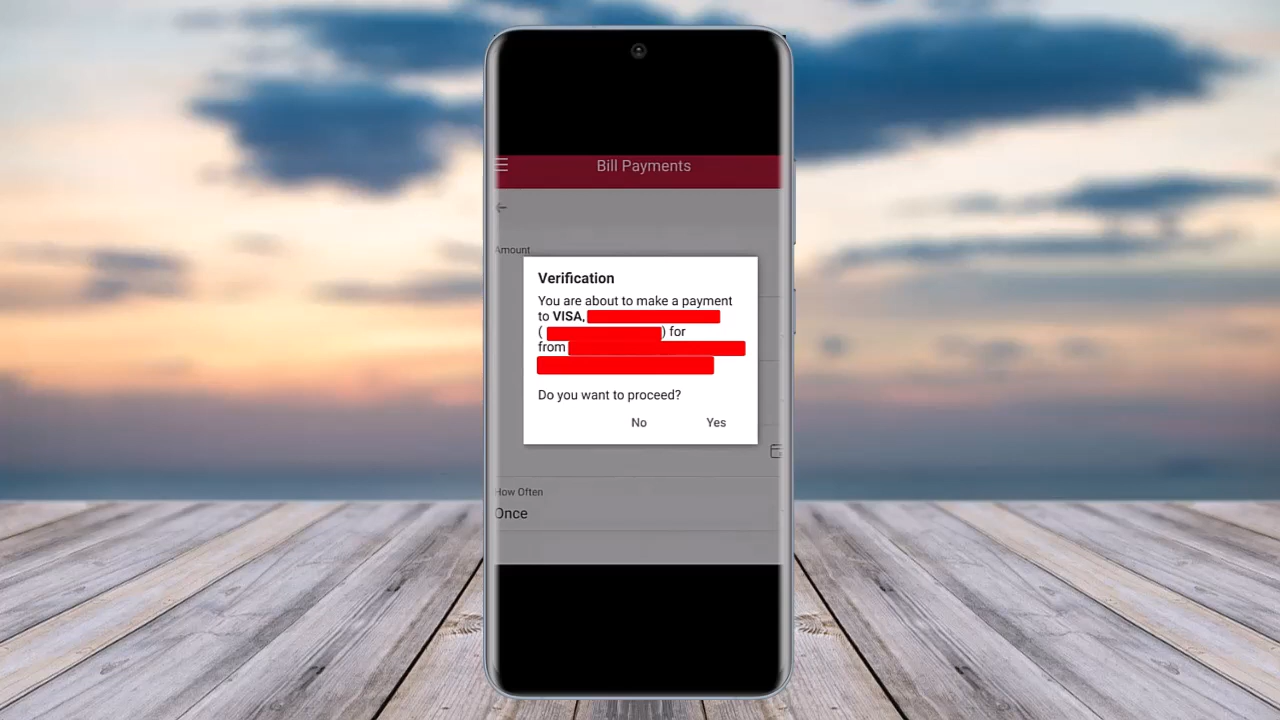 Bill Payments
Amount
Verification
You are about to make a payment
to VISA,
( ) for
from
Do you want to proceed?
No Yes
How Often
Once